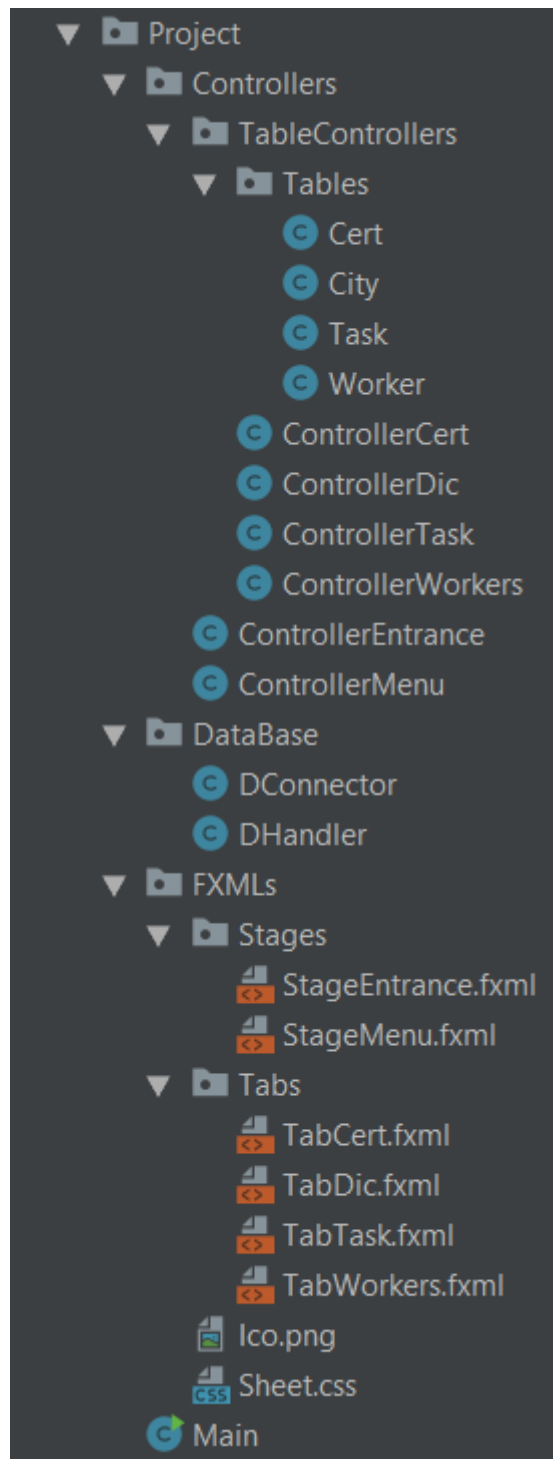 Project
Controllers
TableControllers
Tables
C Cert
C City
C Task
C Worker
C ControllerCert
C ControllerDic
C ControllerTask
C ControllerWorkers
C ControllerEntrance
C ControllerMenu
DataBase
C DConnector
C DHandler
FXMLs
Stages
<> StageEntrance.fxml
<> StageMenu.fxml
Tabs
<> TabCert.fxml
<> TabDic.fxml
<> TabTask.fxml
<> TabWorkers.fxml
Ico.png
CSS Sheet.css
C Main